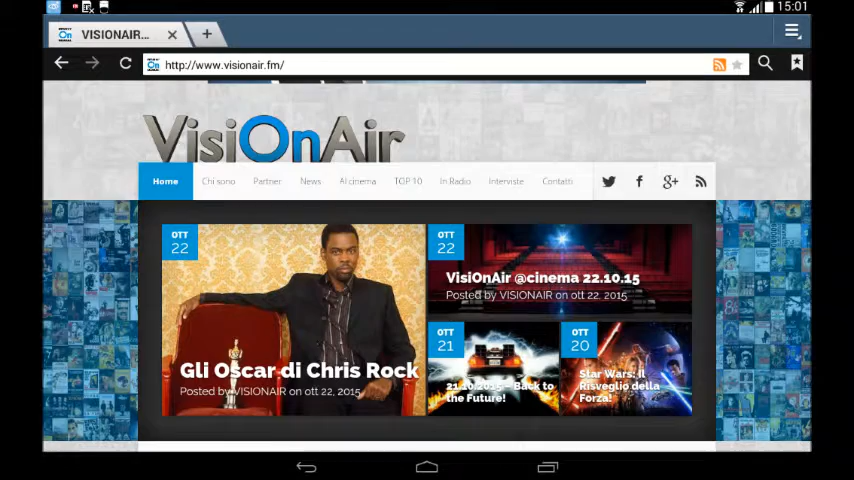 15:01
VISIONAIR...
http://www.visionair.fm/
VisiOnAir
Home Chi sono Partner News Al cinema TOP 10 In Radio Interviste Contatti
OTT
22
Gli Oscar di Chris Rock
Posted by VISIONAIR on ott 22, 2015
OTT
22
VisiOnAir @cinema 22.10.15
Posted by VISIONAIR on ott 22, 2015
OTT
21
21.10.2015 – Back to
the Future!
OTT
20
Star Wars: il
Risveglio della
Forza!